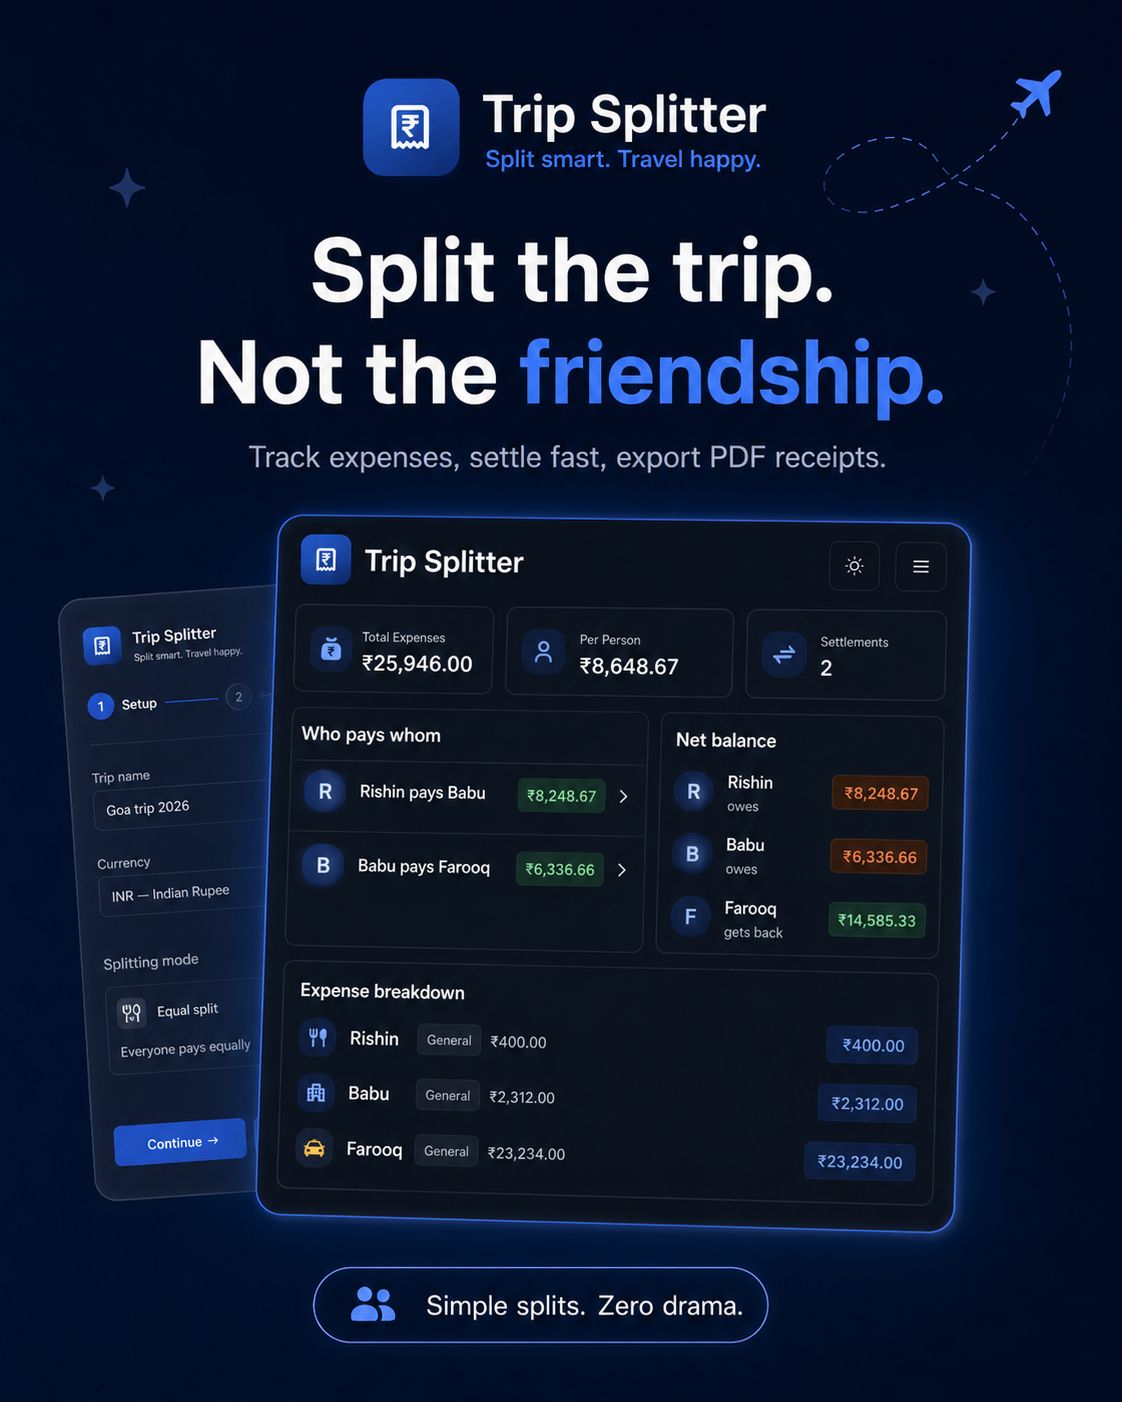 Trip Splitter
Split smart. Travel happy.
Split the trip.
Not the friendship.
Track expenses, settle fast, export PDF receipts.
Trip Splitter
Split smart. Travel happy.
1 Setup 2
Trip name
Goa trip 2026
Currency
INR — Indian Rupee
Splitting mode
Equal split
Everyone pays equally
Continue →
Trip Splitter
Total Expenses
₹25,946.00
Per Person
₹8,648.67
Settlements
2
Who pays whom
R Rishin pays Babu ₹8,248.67
B Babu pays Farooq ₹6,336.66
Net balance
R Rishin ₹8,248.67
owes
B Babu ₹6,336.66
owes
F Farooq ₹14,585.33
gets back
Expense breakdown
Rishin General ₹400.00 ₹400.00
Babu General ₹2,312.00 ₹2,312.00
Farooq General ₹23,234.00 ₹23,234.00
Simple splits. Zero drama.